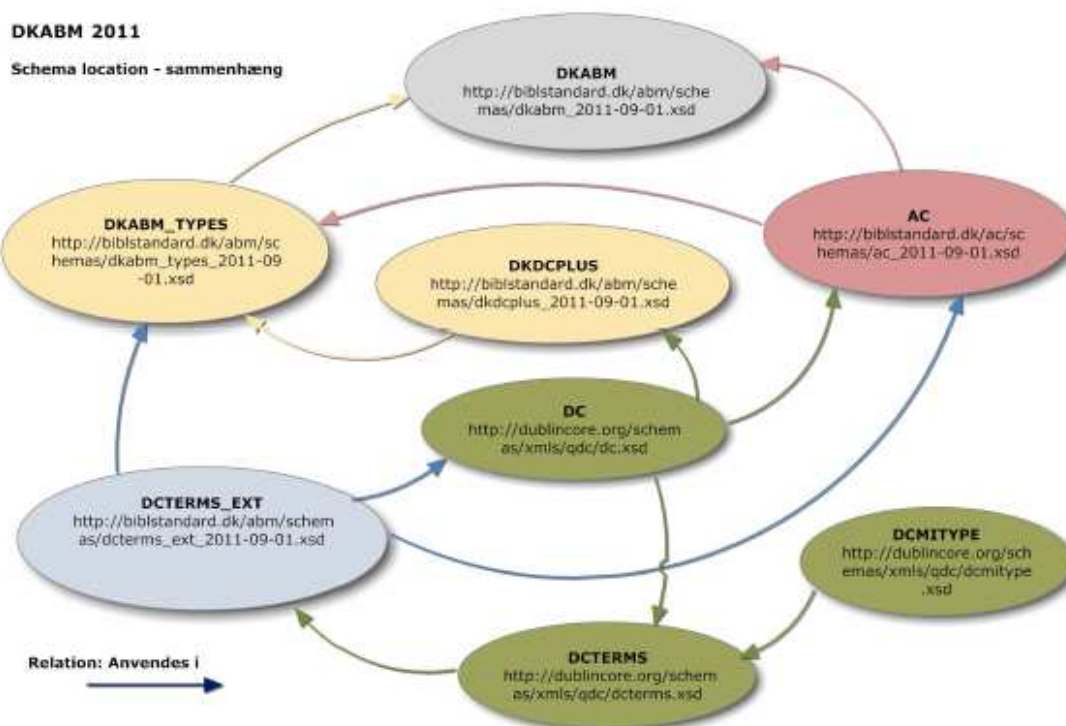 DKABM 2011
Schema location - sammenhæng
DKABM
http://biblstandard.dk/abm/sche
mas/dkabm_2011-09-01.xsd
DKABM_TYPES
http://biblstandard.dk/abm/sc
hemas/dkabm_types_2011-09
-01.xsd
AC
http://biblstandard.dk/ac/sc
hemas/ac_2011-09-01.xsd
DKDCPLUS
http://biblstandard.dk/abm/sche
mas/dkdcplus_2011-09-01.xsd
DC
http://dublincore.org/schem
as/xmls/qdc/dc.xsd
DCTERMS_EXT
http://biblstandard.dk/abm/schem
as/dcterms_ext_2011-09-01.xsd
DCMITYPE
http://dublincore.org/sch
emas/xmls/qdc/dcmitype
.xsd
DCTERMS
http://dublincore.org/schem
as/xmls/qdc/dcterms.xsd
Relation: Anvendes i